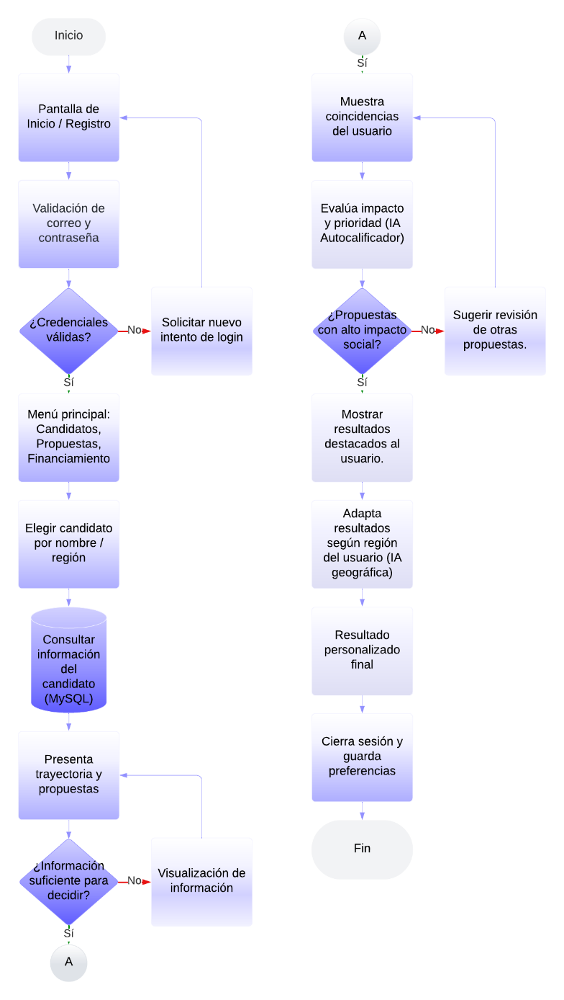 Inicio
Pantalla de
Inicio / Registro
Validación de
correo y
contraseña
¿Credenciales
válidas?
No
Solicitar nuevo
intento de login
Sí
Menú principal:
Candidatos,
Propuestas,
Financiamiento
Elegir candidato
por nombre /
región
Consultar
información
del
candidato
(MySQL)
Presenta
trayectoria y
propuestas
¿Información
suficiente para
decidir?
No
Visualización de
información
Sí
A
A
Sí
Muestra
coincidencias
del usuario
Evalúa impacto
y prioridad (IA
Autocalificador)
¿Propuestas
con alto impacto
social?
No
Sugerir revisión
de otras
propuestas.
Sí
Mostrar
resultados
destacados al
usuario.
Adapta
resultados
según región
del usuario (IA
geográfica)
Resultado
personalizado
final
Cierra sesión y
guarda
preferencias
Fin